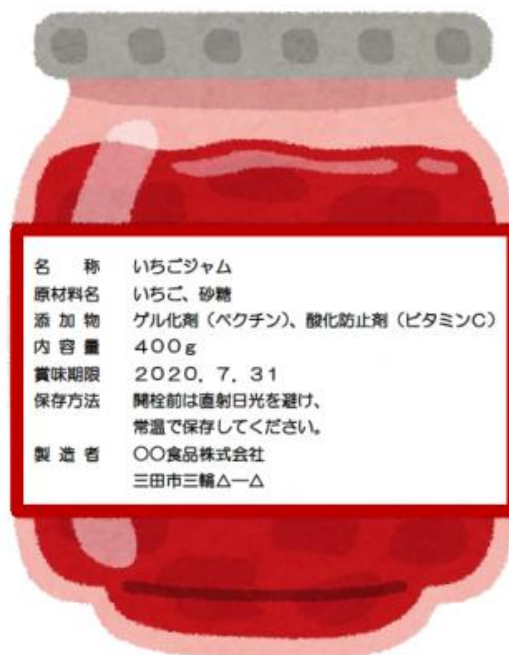 名 称 いちごジャム
原材料名 いちご、砂糖
添加物 ゲル化剤（ペクチン）、酸化防止剤（ビタミンC）
内容量 400g
賞味期限 2020．7．31
保存方法 開栓前は直射日光を避け、
常温で保存してください。
製造者 〇〇食品株式会社
三田市三輪△ー△